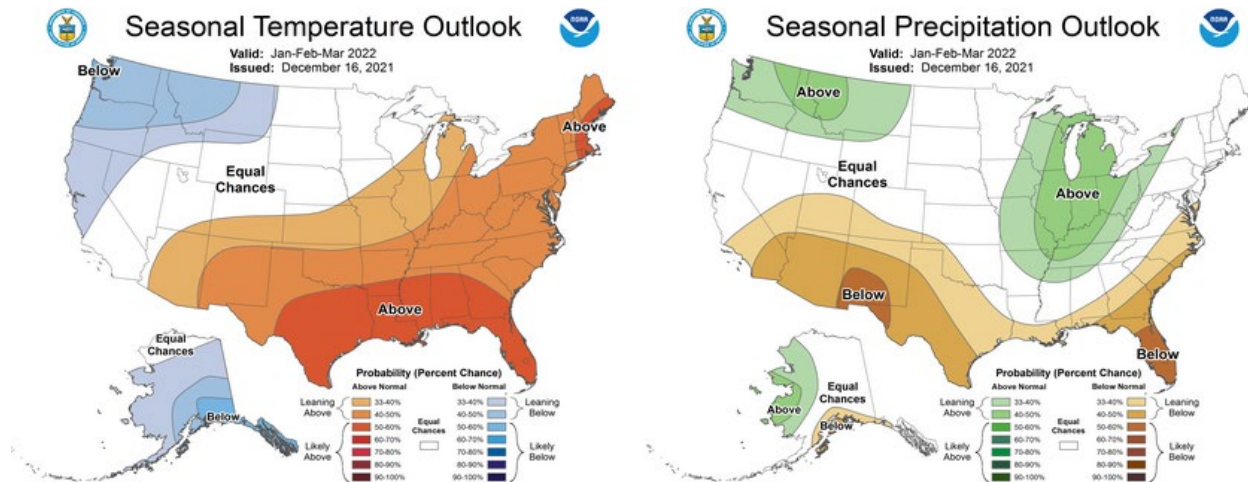 Seasonal Temperature Outlook
NOAA
Valid: Jan-Feb-Mar 2022
Issued: December 16, 2021
Below
Above
Equal
Chances
Above
Equal
Chances
Below
Probability (Percent Chance)
Above Normal
Below Normal
Leaning
Above
Likely
Above
33-40%
40-50%
50-60%
60-70%
70-80%
80-90%
90-100%
Equal
Chances
33-40%
40-50%
50-60%
60-70%
70-80%
80-90%
90-100%
Leaning
Below
Likely
Below
Seasonal Precipitation Outlook
NOAA
Valid: Jan-Feb-Mar 2022
Issued: December 16, 2021
Above
Equal
Chances
Above
Below
Below
Above
Equal
Chances
Below
Probability (Percent Chance)
Above Normal
Below Normal
Leaning
Above
Likely
Above
33-40%
40-50%
50-60%
60-70%
70-80%
80-90%
90-100%
Equal
Chances
33-40%
40-50%
50-60%
60-70%
70-80%
80-90%
90-100%
Leaning
Below
Likely
Below